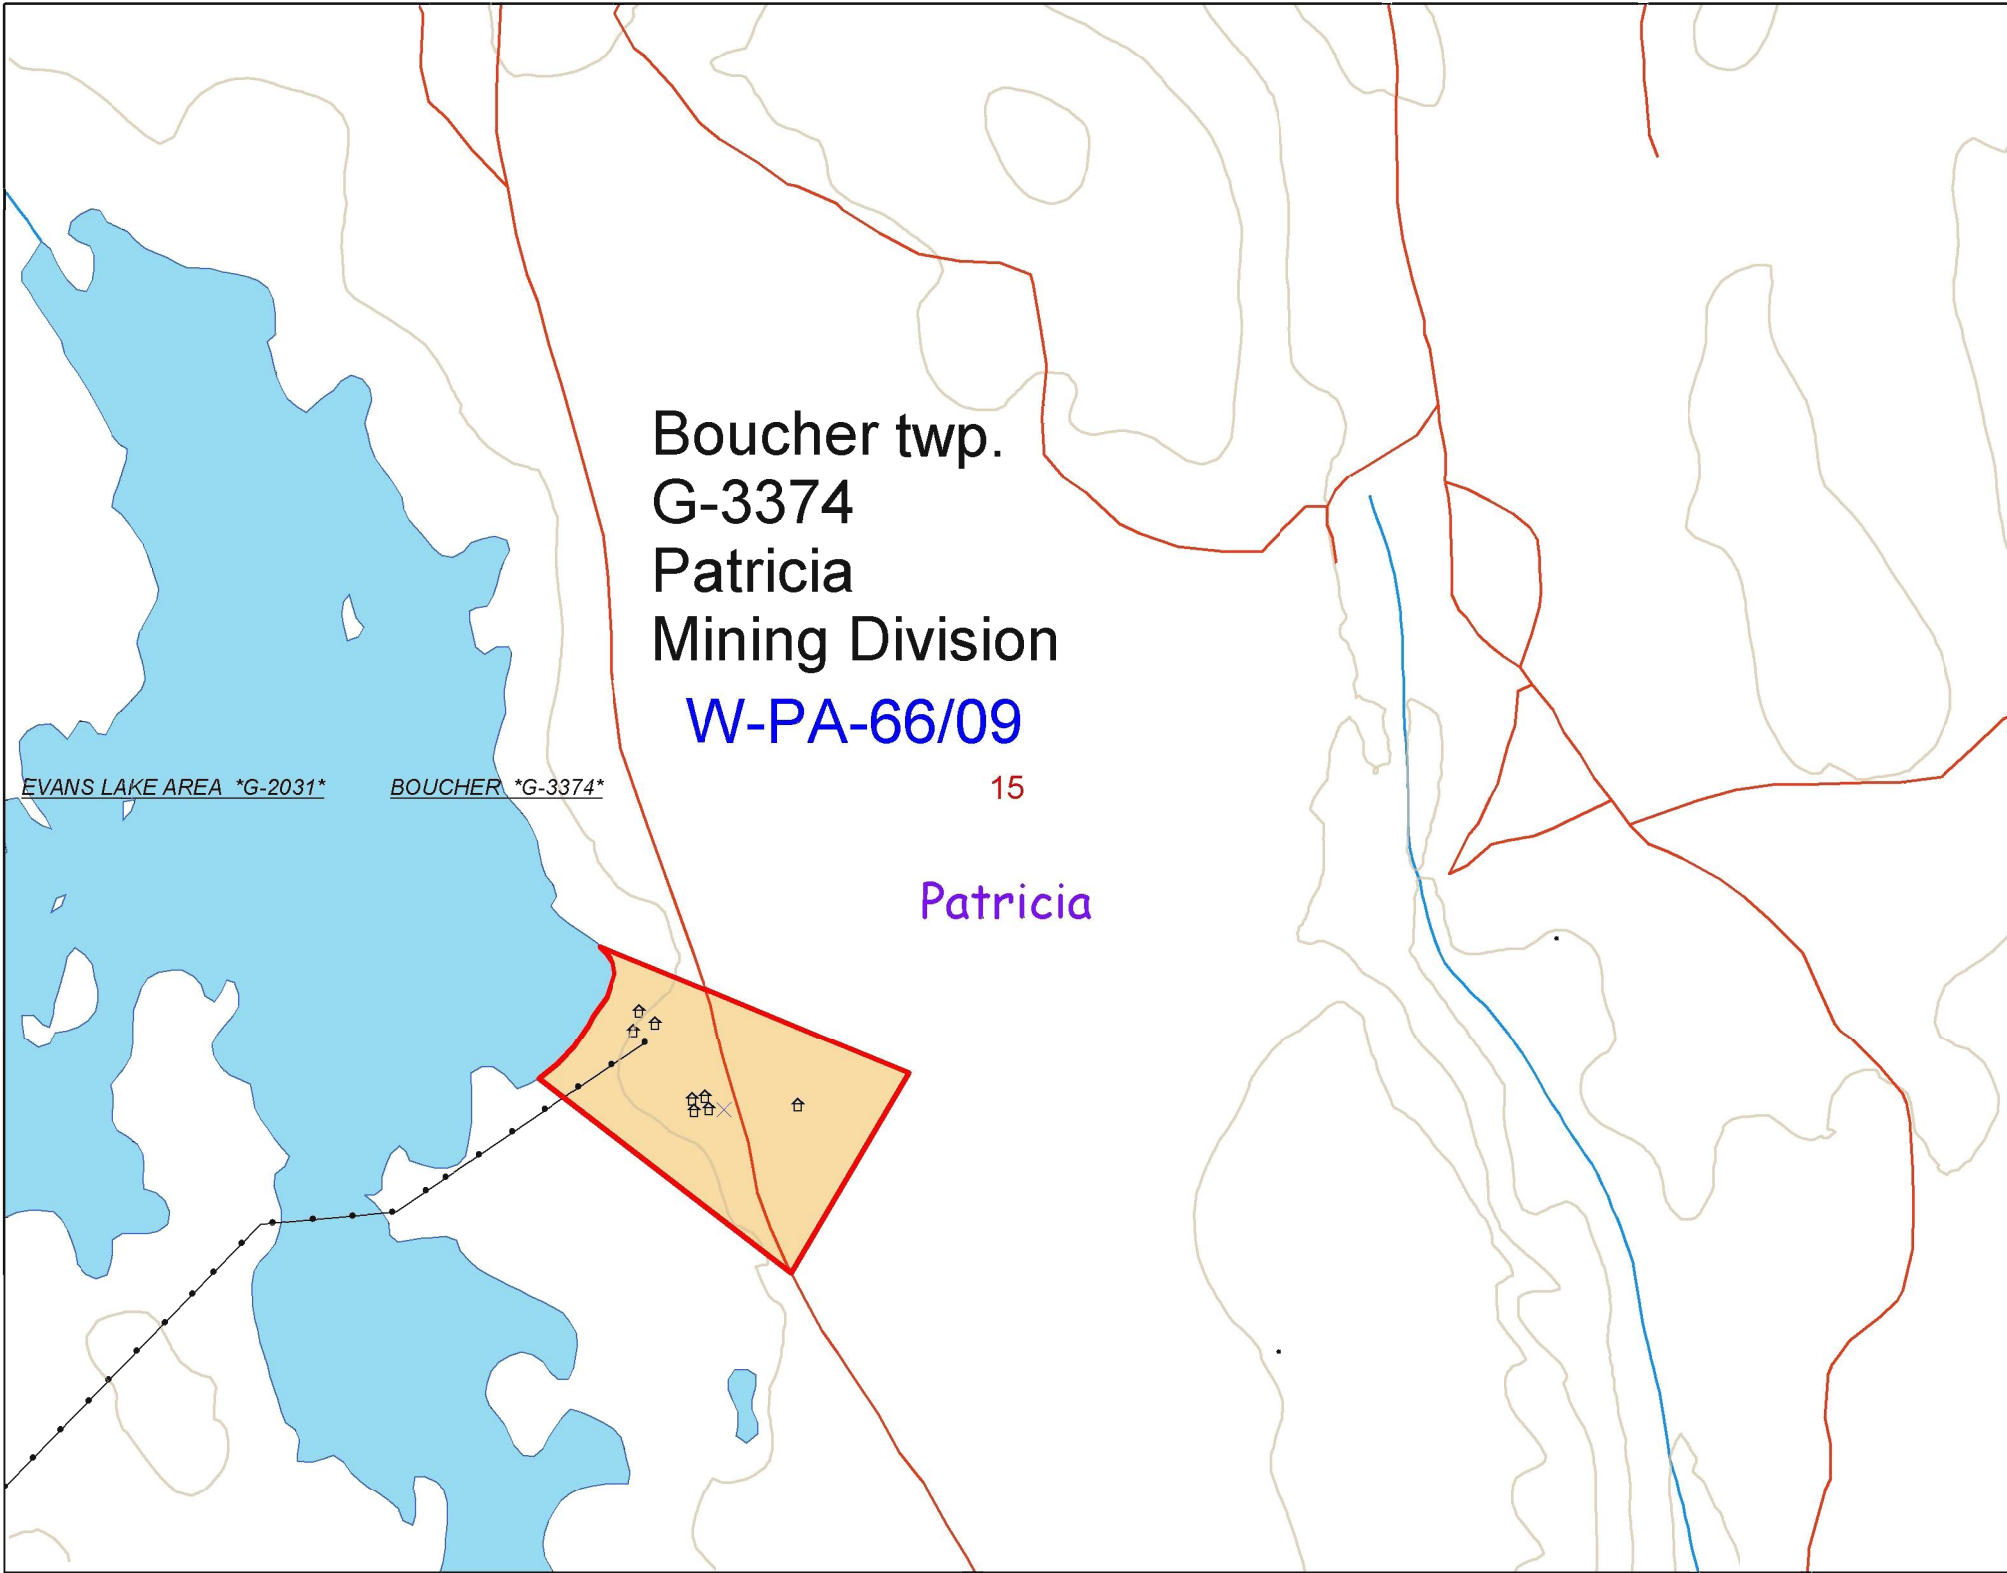 Boucher twp.
G-3374
Patricia
Mining Division
W-PA-66/09
EVANS LAKE AREA *G-2031*
BOUCHER *G-3374*
15
Patricia